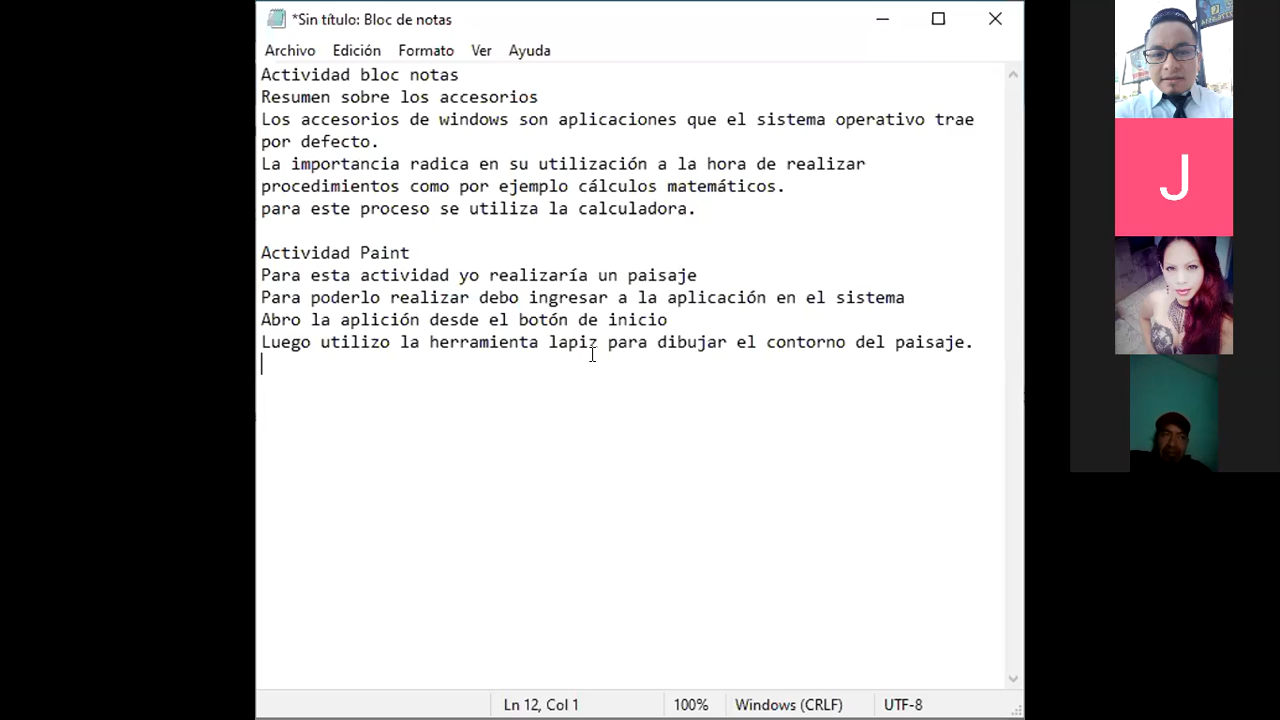 *Sin título: Bloc de notas
Archivo Edición Formato Ver Ayuda
Actividad bloc notas
Resumen sobre los accesorios
Los accesorios de windows son aplicaciones que el sistema operativo trae
por defecto.
La importancia radica en su utilización a la hora de realizar
procedimientos como por ejemplo cálculos matemáticos.
para este proceso se utiliza la calculadora.
Actividad Paint
Para esta actividad yo realizaría un paisaje
Para poderlo realizar debo ingresar a la aplicación en el sistema
Abro la aplición desde el botón de inicio
Luego utilizo la herramienta lapiz para dibujar el contorno del paisaje.
Ln 12, Col 1 100% Windows (CRLF) UTF-8
J